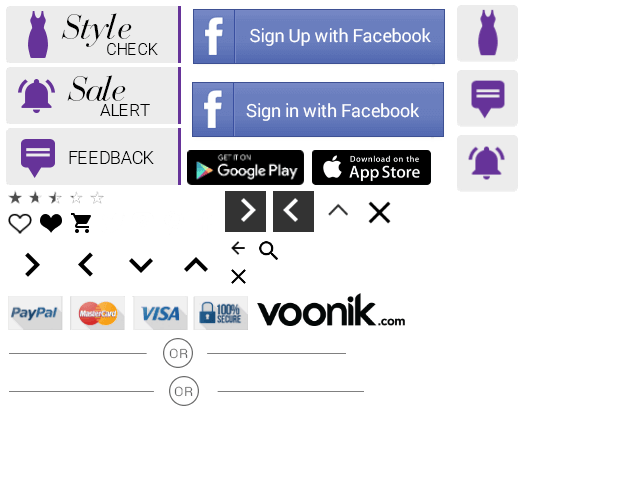 Style
CHECK
Sign Up with Facebook
Sale
ALERT
Sign in with Facebook
FEEDBACK
GET IT ON
Google Play
Download on the
App Store
PayPal
MasterCard
VISA
100%
SECURE
voonik.com
OR
OR